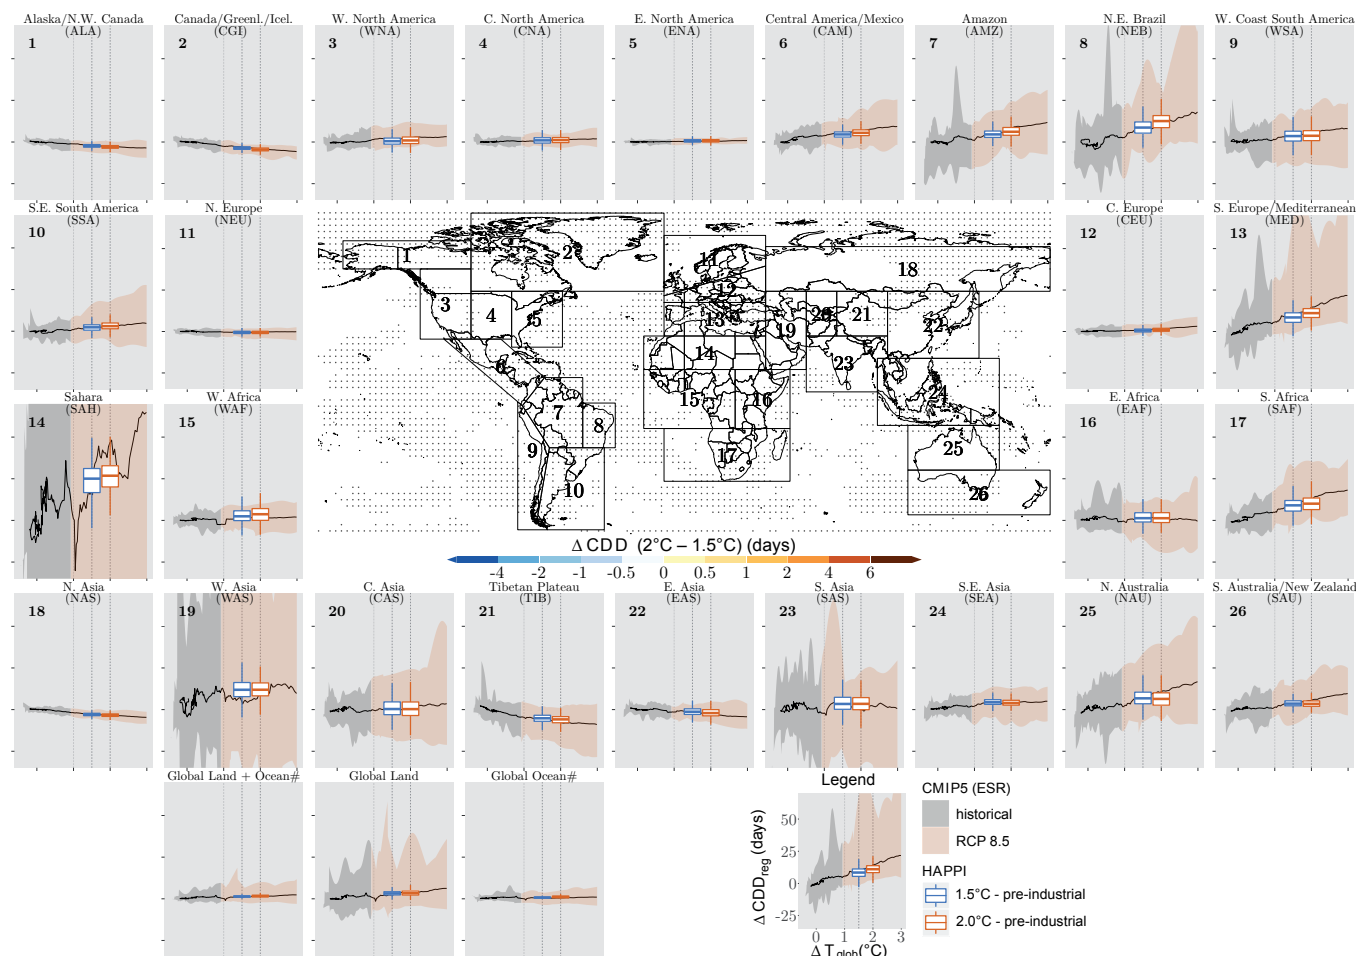 Alaska/N.W. Canada
(ALA)
1
Canada/Greenl./Icel.
(CGI)
2
W. North America
(WNA)
3
C. North America
(CNA)
4
E. North America
(ENA)
5
Central America/Mexico
(CAM)
6
Amazon
(AMZ)
7
N.E. Brazil
(NEB)
8
W. Coast South America
(WSA)
9
S.E. South America
(SSA)
10
N. Europe
(NEU)
11
C. Europe
(CEU)
12
S. Europe/Mediterranean
(MED)
13
1
2
3
4
5
6
7
8
9
10
11
12
13
14
15
16
17
18
19
20
21
22
23
24
25
26
Δ CDD (2°C – 1.5°C) (days)
-4 -2 -1 -0.5 0 0.5 1 2 4 6
Sahara
(SAH)
14
W. Africa
(WAF)
15
E. Africa
(EAF)
16
S. Africa
(SAF)
17
N. Asia
(NAS)
18
W. Asia
(WAS)
19
C. Asia
(CAS)
20
Tibetan Plateau
(TIB)
21
E. Asia
(EAS)
22
S. Asia
(SAS)
23
S.E. Asia
(SEA)
24
N. Australia
(NAU)
25
S. Australia/New Zealand
(SAU)
26
Global Land + Ocean#
Global Land
Global Ocean#
Legend
Δ CDD reg (days)
50
25
0
-25
0 1 2 3
Δ T glob(°C)
CMIP5 (ESR)
historical
RCP 8.5
HAPPI
1.5°C - pre-industrial
2.0°C - pre-industrial